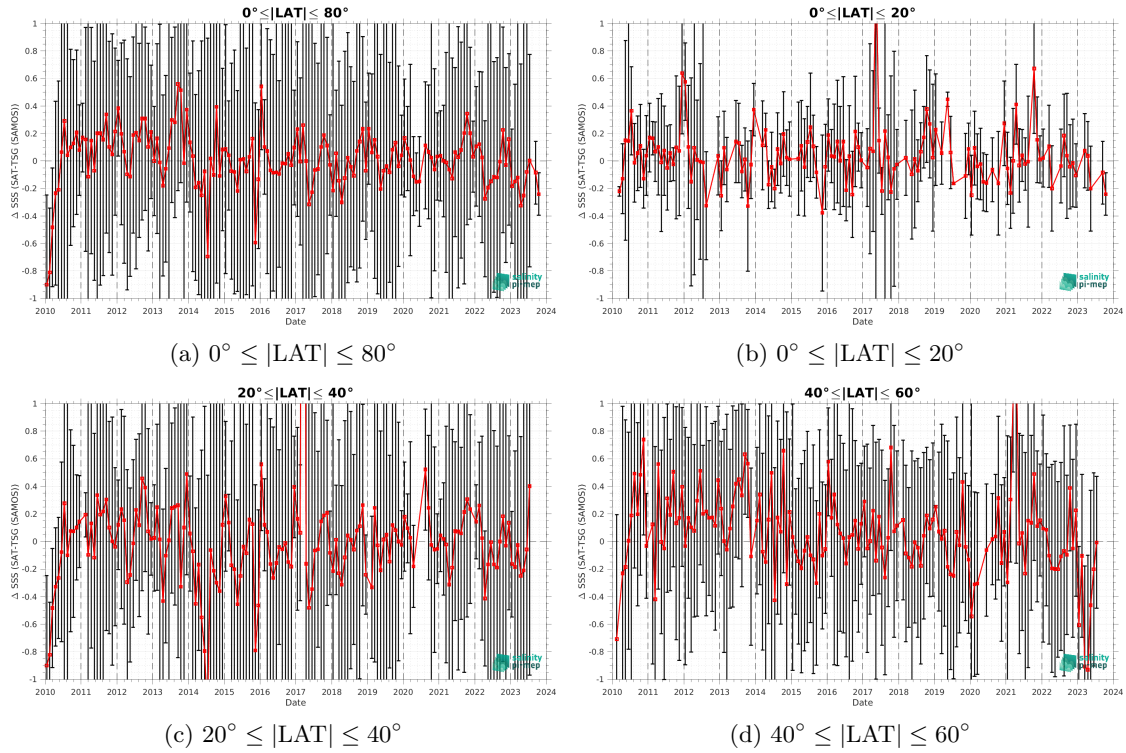 0°≤|LAT|≤ 80°
Δ SSS (SAT-TSG (SAMOS))
1
0.8
0.6
0.4
0.2
0
-0.2
-0.4
-0.6
-0.8
-1
2010 2011 2012 2013 2014 2015 2016 2017 2018 2019 2020 2021 2022 2023 2024
Date
salinity
pi-mep
(a) 0° ≤ |LAT| ≤ 80°
0°≤|LAT|≤ 20°
Δ SSS (SAT-TSG (SAMOS))
1
0.8
0.6
0.4
0.2
0
-0.2
-0.4
-0.6
-0.8
-1
2010 2011 2012 2013 2014 2015 2016 2017 2018 2019 2020 2021 2022 2023 2024
Date
salinity
pi-mep
(b) 0° ≤ |LAT| ≤ 20°
20°≤|LAT|≤ 40°
Δ SSS (SAT-TSG (SAMOS))
1
0.8
0.6
0.4
0.2
0
-0.2
-0.4
-0.6
-0.8
-1
2010 2011 2012 2013 2014 2015 2016 2017 2018 2019 2020 2021 2022 2023 2024
Date
salinity
pi-mep
(c) 20° ≤ |LAT| ≤ 40°
40°≤|LAT|≤ 60°
Δ SSS (SAT-TSG (SAMOS))
1
0.8
0.6
0.4
0.2
0
-0.2
-0.4
-0.6
-0.8
-1
2010 2011 2012 2013 2014 2015 2016 2017 2018 2019 2020 2021 2022 2023 2024
Date
salinity
pi-mep
(d) 40° ≤ |LAT| ≤ 60°